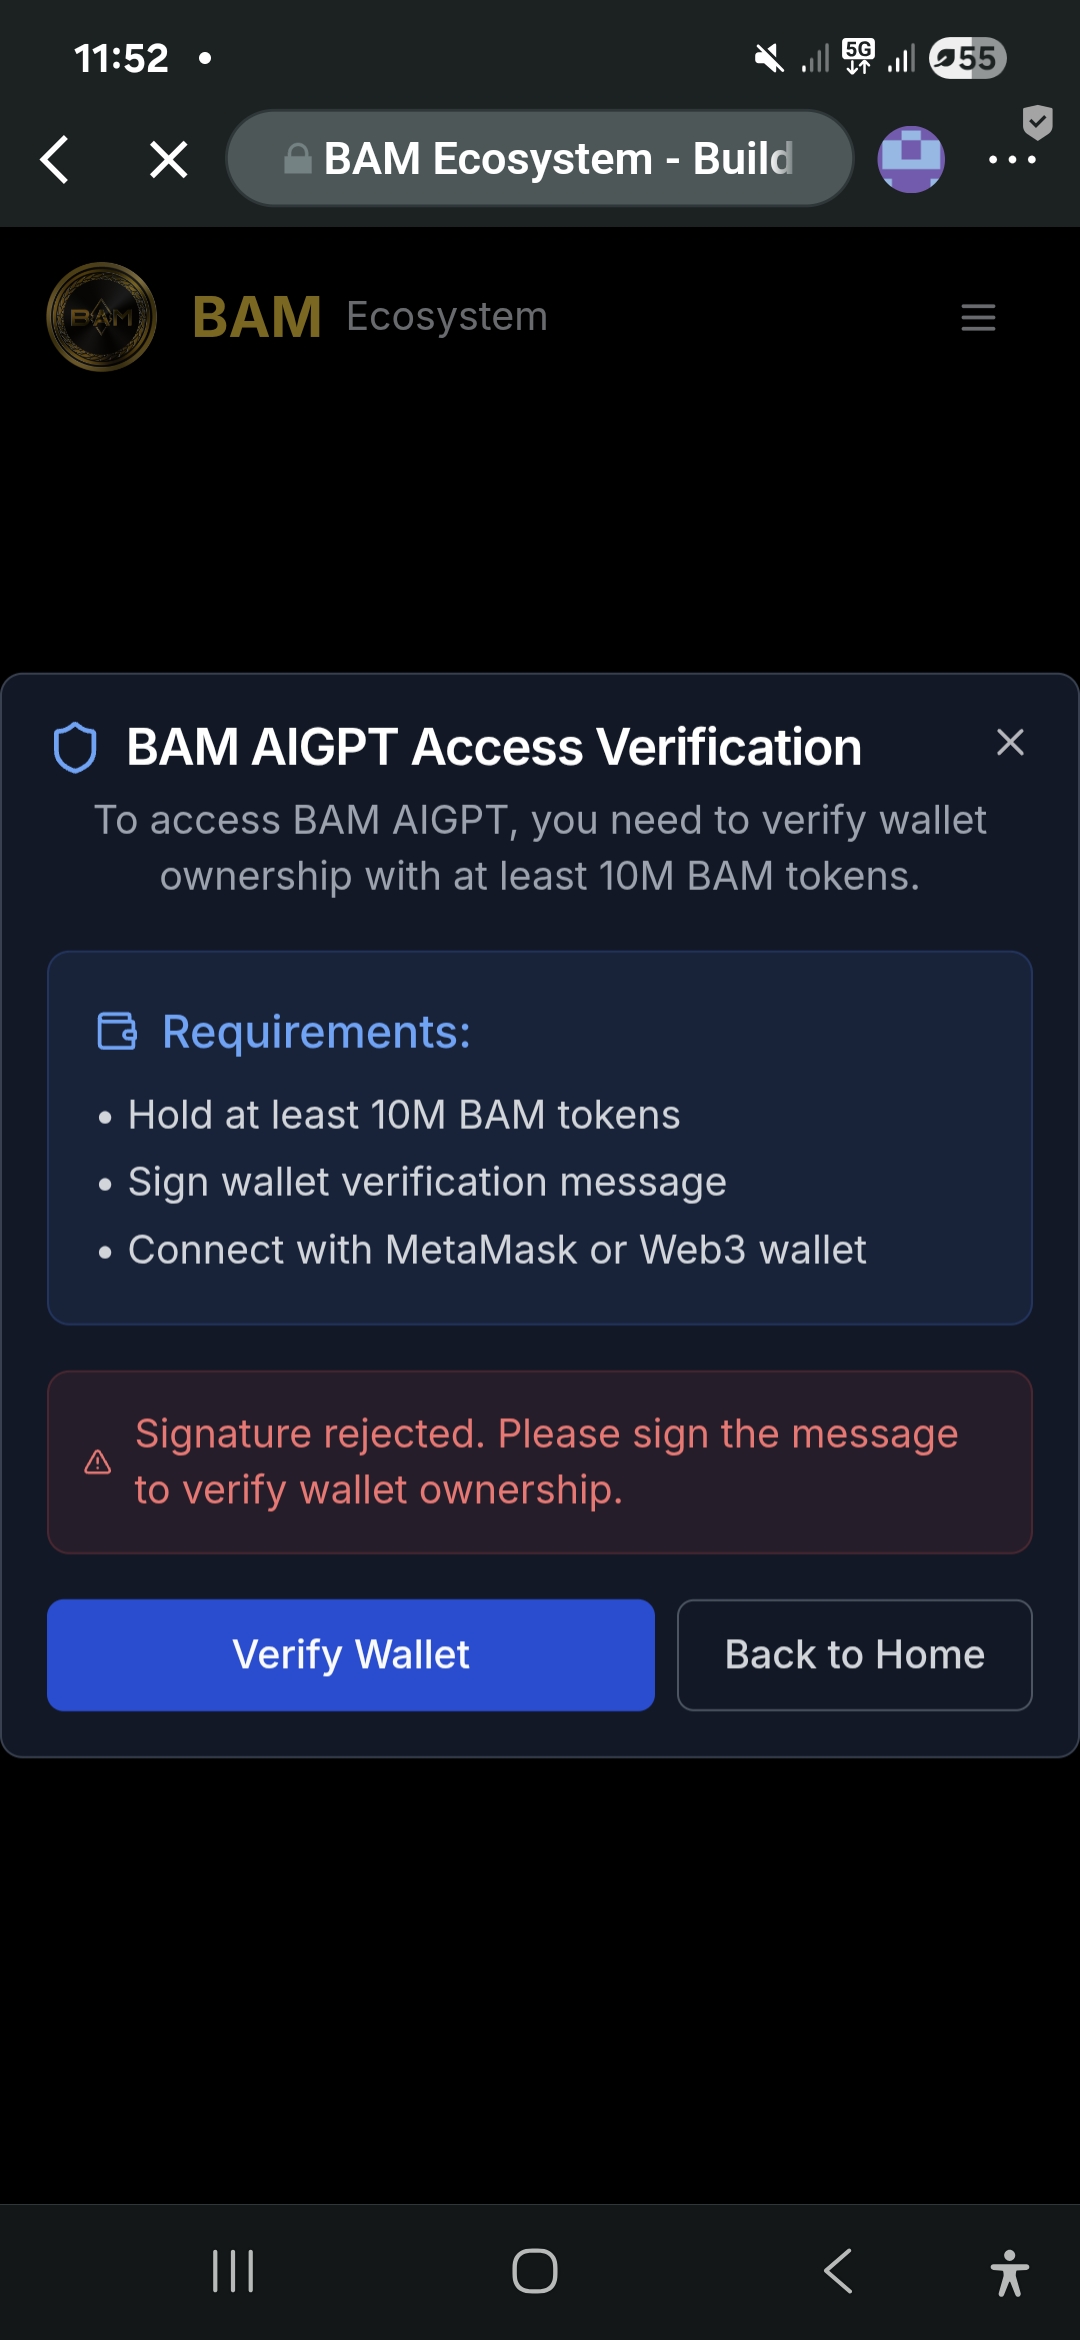 11:52
5G
55
BAM Ecosystem - Build
BAM
BAM Ecosystem
BAM AIGPT Access Verification
To access BAM AIGPT, you need to verify wallet
ownership with at least 10M BAM tokens.
Requirements:
• Hold at least 10M BAM tokens
• Sign wallet verification message
• Connect with MetaMask or Web3 wallet
Signature rejected. Please sign the message
to verify wallet ownership.
Verify Wallet
Back to Home